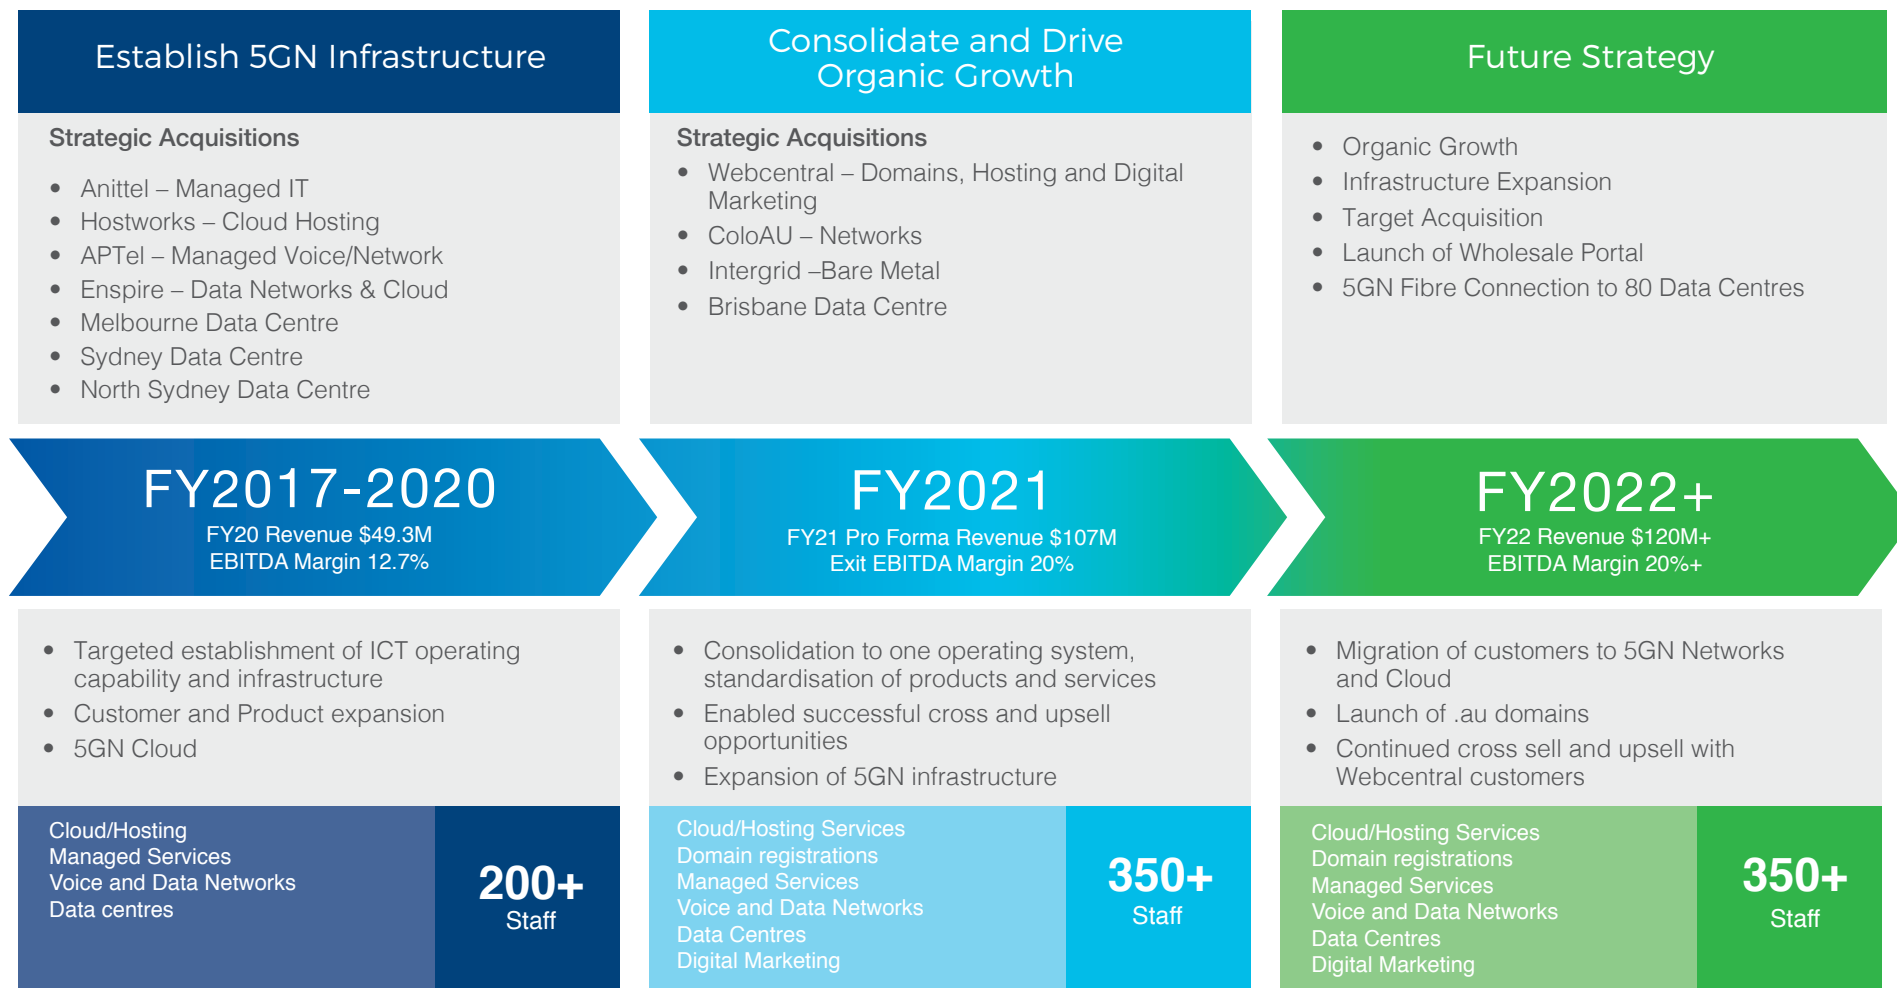 Establish 5GN Infrastructure
Strategic Acquisitions
• Anittel – Managed IT
• Hostworks – Cloud Hosting
• APTel – Managed Voice/Network
• Enspire – Data Networks & Cloud
• Melbourne Data Centre
• Sydney Data Centre
• North Sydney Data Centre
FY2017-2020
FY20 Revenue $49.3M
EBITDA Margin 12.7%
• Targeted establishment of ICT operating
capability and infrastructure
• Customer and Product expansion
• 5GN Cloud
Cloud/Hosting
Managed Services
Voice and Data Networks
Data centres
200+
Staff
Consolidate and Drive
Organic Growth
Strategic Acquisitions
• Webcentral – Domains, Hosting and Digital
Marketing
• ColoAU – Networks
• Intergrid –Bare Metal
• Brisbane Data Centre
FY2021
FY21 Pro Forma Revenue $107M
Exit EBITDA Margin 20%
• Consolidation to one operating system,
standardisation of products and services
• Enabled successful cross and upsell
opportunities
• Expansion of 5GN infrastructure
Cloud/Hosting Services
Domain registrations
Managed Services
Voice and Data Networks
Data Centres
Digital Marketing
350+
Staff
Future Strategy
• Organic Growth
• Infrastructure Expansion
• Target Acquisition
• Launch of Wholesale Portal
• 5GN Fibre Connection to 80 Data Centres
FY2022+
FY22 Revenue $120M+
EBITDA Margin 20%+
• Migration of customers to 5GN Networks
and Cloud
• Launch of .au domains
• Continued cross sell and upsell with
Webcentral customers
Cloud/Hosting Services
Domain registrations
Managed Services
Voice and Data Networks
Data Centres
Digital Marketing
350+
Staff